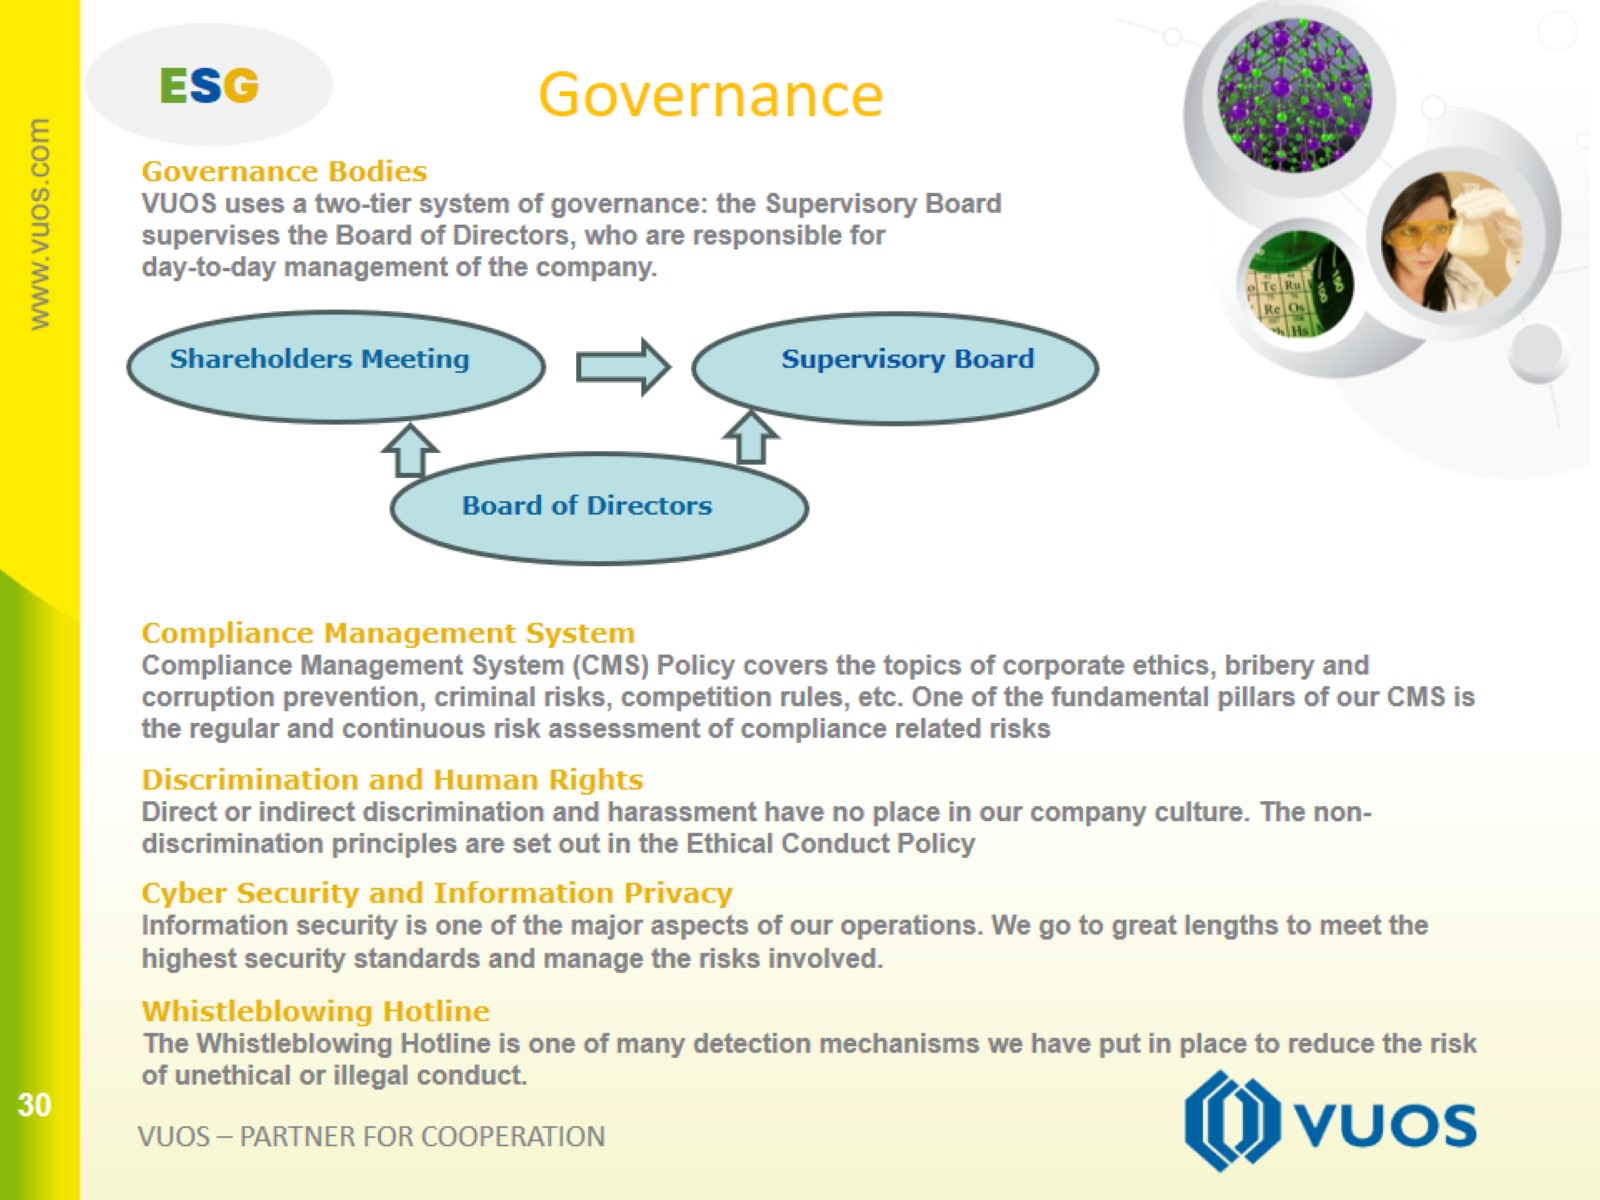 www.vuos.com
ESG
Governance
Governance Bodies
VUOS uses a two-tier system of governance: the Supervisory Board
supervises the Board of Directors, who are responsible for
day-to-day management of the company.
Shareholders Meeting
Supervisory Board
Board of Directors
Tc Ru
Re Os
Hs
100
150
Compliance Management System
Compliance Management System (CMS) Policy covers the topics of corporate ethics, bribery and
corruption prevention, criminal risks, competition rules, etc. One of the fundamental pillars of our CMS is
the regular and continuous risk assessment of compliance related risks
Discrimination and Human Rights
Direct or indirect discrimination and harassment have no place in our company culture. The non-
discrimination principles are set out in the Ethical Conduct Policy
Cyber Security and Information Privacy
Information security is one of the major aspects of our operations. We go to great lengths to meet the
highest security standards and manage the risks involved.
Whistleblowing Hotline
The Whistleblowing Hotline is one of many detection mechanisms we have put in place to reduce the risk
of unethical or illegal conduct.
30
VUOS – PARTNER FOR COOPERATION
VUOS